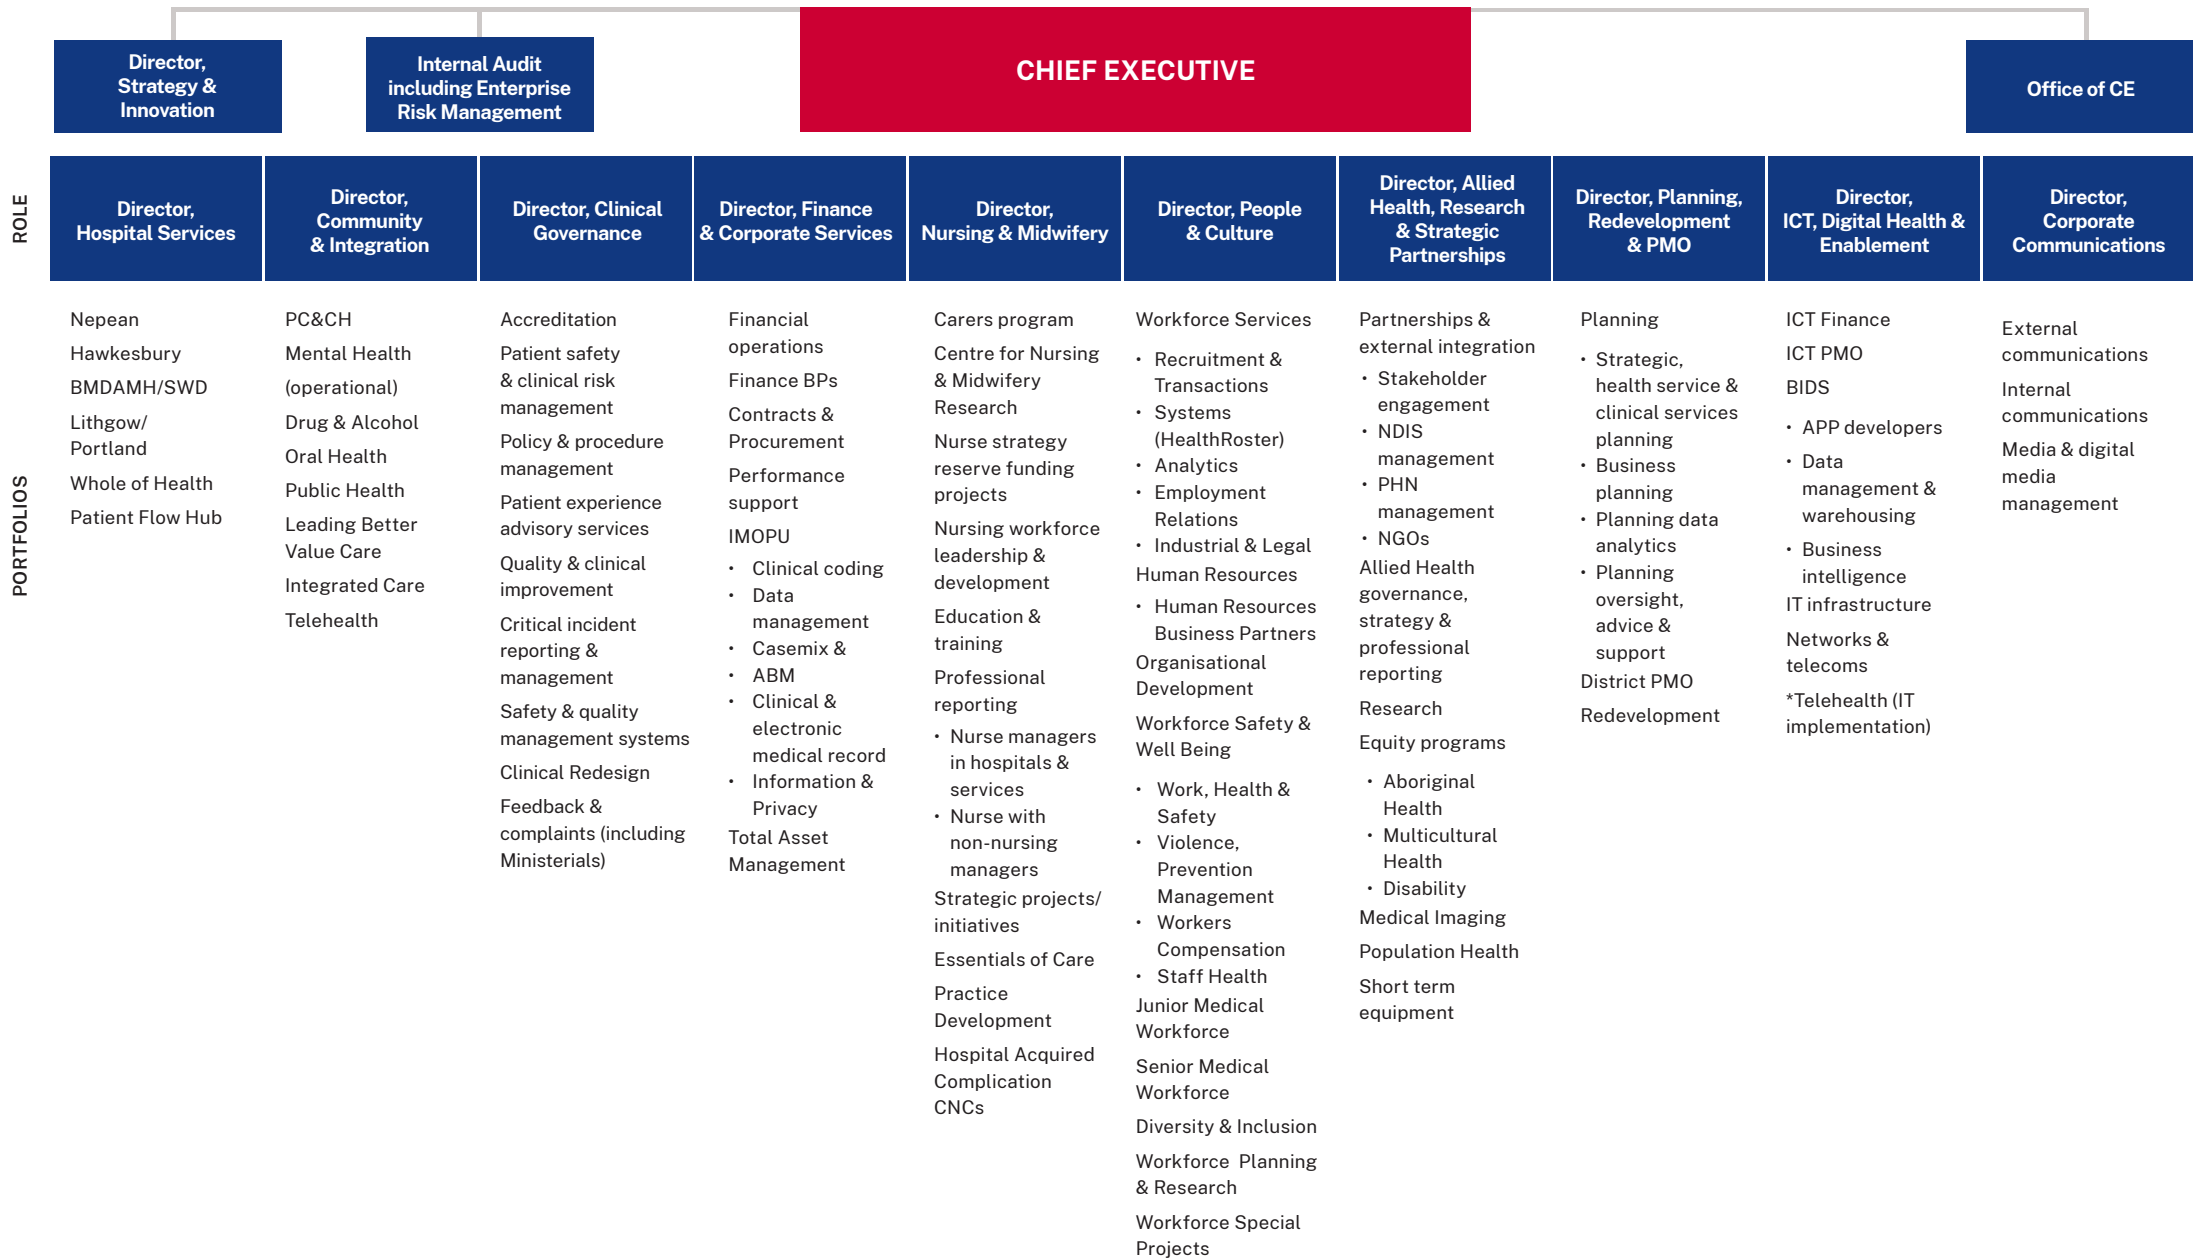 CHIEF EXECUTIVE
Director,
Strategy &
Innovation
Internal Audit
including Enterprise
Risk Management
Office of CE
ROLE
Director,
Hospital Services
Director,
Community
& Integration
Director, Clinical
Governance
Director, Finance
& Corporate Services
Director,
Nursing & Midwifery
Director, People
& Culture
Director, Allied
Health, Research
& Strategic
Partnerships
Director, Planning,
Redevelopment
& PMO
Director,
ICT, Digital Health &
Enablement
Director,
Corporate
Communications
PORTFOLIOS
Nepean
Hawkesbury
BMDAMH/SWD
Lithgow/
Portland
Whole of Health
Patient Flow Hub
PC&CH
Mental Health
(operational)
Drug & Alcohol
Oral Health
Public Health
Leading Better
Value Care
Integrated Care
Telehealth
Accreditation
Patient safety
& clinical risk
management
Policy & procedure
management
Patient experience
advisory services
Quality & clinical
improvement
Critical incident
reporting &
management
Safety & quality
management systems
Clinical Redesign
Feedback &
complaints (including
Ministerials)
Financial
operations
Finance BPs
Contracts &
Procurement
Performance
support
IMOPU
• Clinical coding
• Data
management
• Casemix &
• ABM
• Clinical &
electronic
medical record
• Information &
Privacy
Total Asset
Management
Carers program
Centre for Nursing
& Midwifery
Research
Nurse strategy
reserve funding
projects
Nursing workforce
leadership &
development
Education &
training
Professional
reporting
• Nurse managers
in hospitals &
services
• Nurse with
non-nursing
managers
Strategic projects/
initiatives
Essentials of Care
Practice
Development
Hospital Acquired
Complication
CNCs
Workforce Services
• Recruitment &
Transactions
• Systems
(HealthRoster)
• Analytics
• Employment
Relations
• Industrial & Legal
Human Resources
• Human Resources
Business Partners
Organisational
Development
Workforce Safety &
Well Being
• Work, Health &
Safety
• Violence,
Prevention
Management
• Workers
Compensation
• Staff Health
Junior Medical
Workforce
Senior Medical
Workforce
Diversity & Inclusion
Workforce Planning
& Research
Workforce Special
Projects
Partnerships &
external integration
• Stakeholder
engagement
• NDIS
management
• PHN
management
• NGOs
Allied Health
governance,
strategy &
professional
reporting
Research
Equity programs
• Aboriginal
Health
• Multicultural
Health
• Disability
Medical Imaging
Population Health
Short term
equipment
Planning
• Strategic,
health service &
clinical services
planning
• Business
planning
• Planning data
analytics
• Planning
oversight,
advice &
support
District PMO
Redevelopment
ICT Finance
ICT PMO
BIDS
• APP developers
• Data
management &
warehousing
• Business
intelligence
IT infrastructure
Networks &
telecoms
*Telehealth (IT
implementation)
External
communications
Internal
communications
Media & digital
media
management